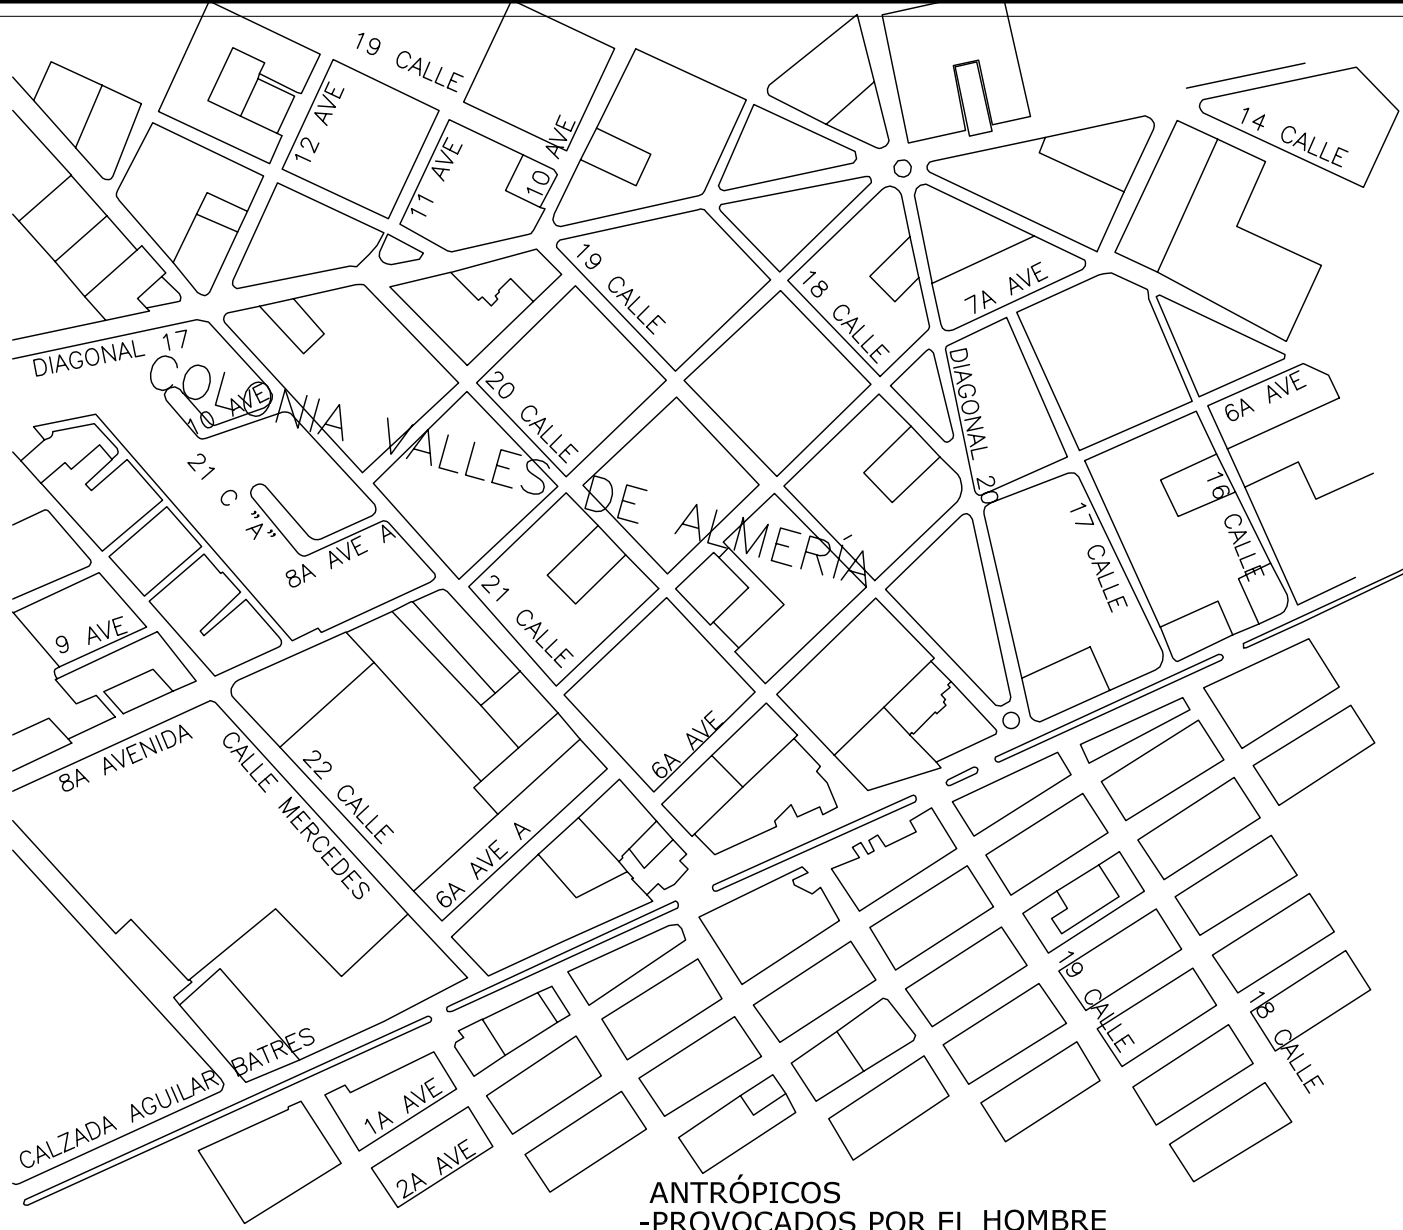 19 CALLE
14 CALLE
12 AVE
11 AVE
10 AVE
19 CALLE
18 CALLE
7A AVE
DIAGONAL 17
DIAGONAL 20
6A AVE
10 AVE
COLONIA VALLES DE ALMERÍA
20 CALLE
21 C "A"
16 CALLE
17 CALLE
8A AVE A
21 CALLE
9 AVE
8A AVENIDA
6A AVE
22 CALLE
CALLE MERCEDES
6A AVE A
19 CALLE
18 CALLE
CALZADA AGUILAR BATRES
1A AVE
2A AVE
ANTRÓPICOS
-PROVOCADOS POR EL HOMBRE